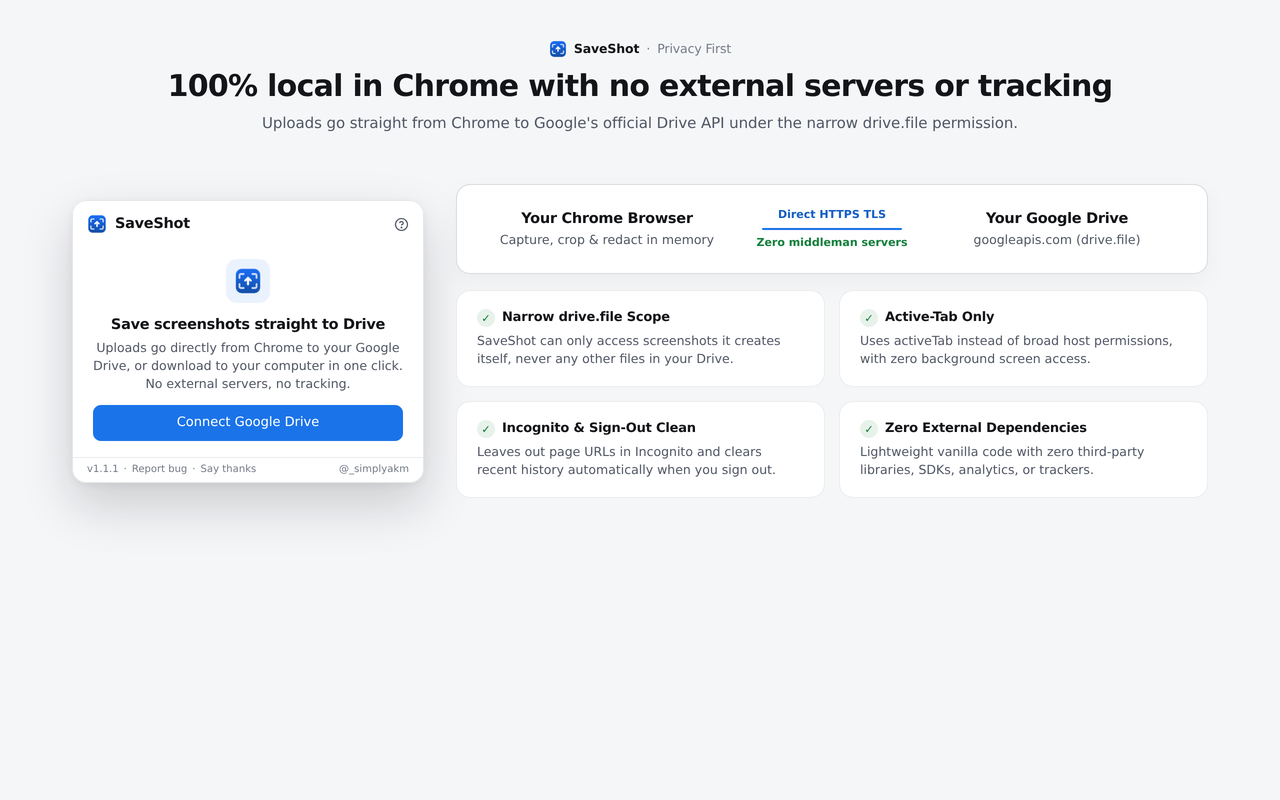 SaveShot · Privacy First
100% local in Chrome with no external servers or tracking
Uploads go straight from Chrome to Google's official Drive API under the narrow drive.file permission.
SaveShot
Save screenshots straight to Drive
Uploads go directly from Chrome to your Google
Drive, or download to your computer in one click.
No external servers, no tracking.
Connect Google Drive
v1.1.1 · Report bug · Say thanks
@_simplyakm
Your Chrome Browser
Capture, crop & redact in memory
Direct HTTPS TLS
Zero middleman servers
Your Google Drive
googleapis.com (drive.file)
✓ Narrow drive.file Scope
SaveShot can only access screenshots it creates
itself, never any other files in your Drive.
✓ Active-Tab Only
Uses activeTab instead of broad host permissions,
with zero background screen access.
✓ Incognito & Sign-Out Clean
Leaves out page URLs in Incognito and clears
recent history automatically when you sign out.
✓ Zero External Dependencies
Lightweight vanilla code with zero third-party
libraries, SDKs, analytics, or trackers.